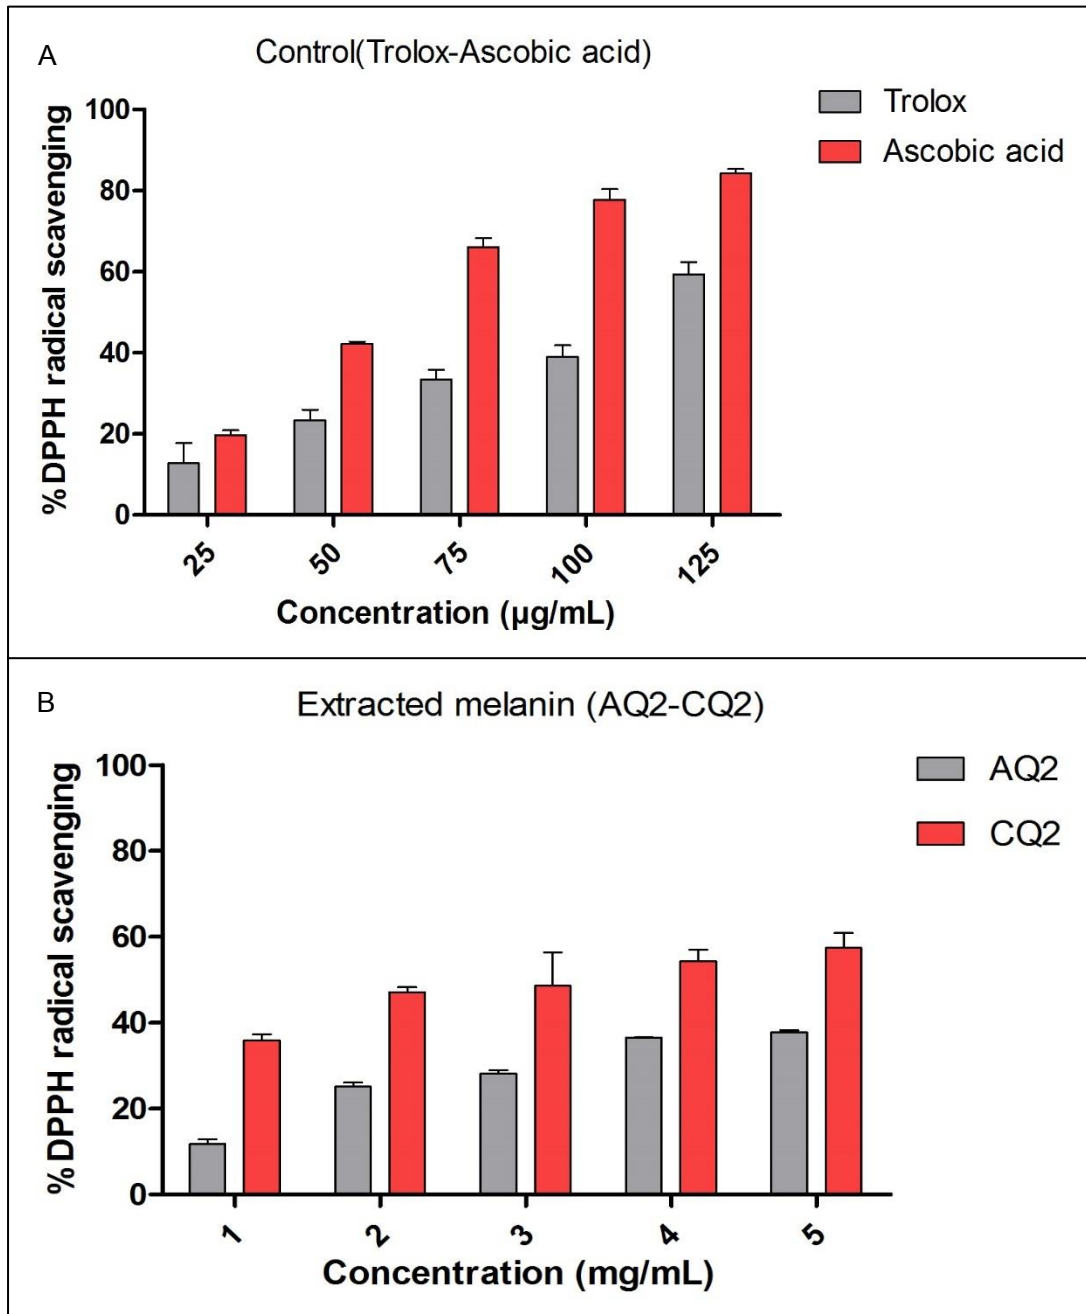 A
Control(Trolox-Ascobic acid)
Trolox
Ascobic acid
%DPPH radical scavenging
100
80
60
40
20
0
25
50
75
100
125
Concentration (µg/mL)
B
Extracted melanin (AQ2-CQ2)
AQ2
CQ2
%DPPH radical scavenging
100
80
60
40
20
0
1
2
3
4
5
Concentration (mg/mL)